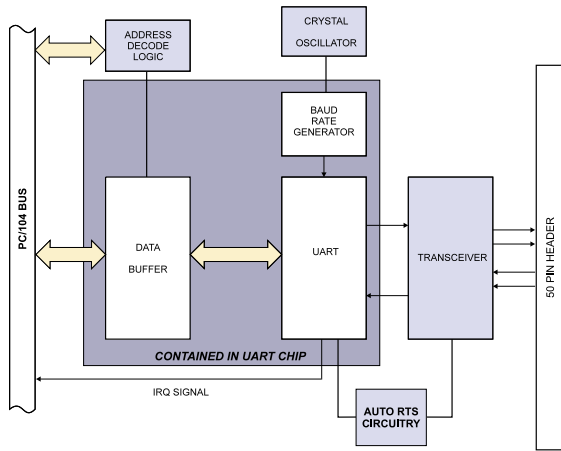 ADDRESS
DECODE
LOGIC
CRYSTAL
OSCILLATOR
BAUD
RATE
GENERATOR
PC/104 BUS
DATA
BUFFER
UART
TRANSCEIVER
50 PIN HEADER
CONTAINED IN UART CHIP
IRQ SIGNAL
AUTO RTS
CIRCUITRY